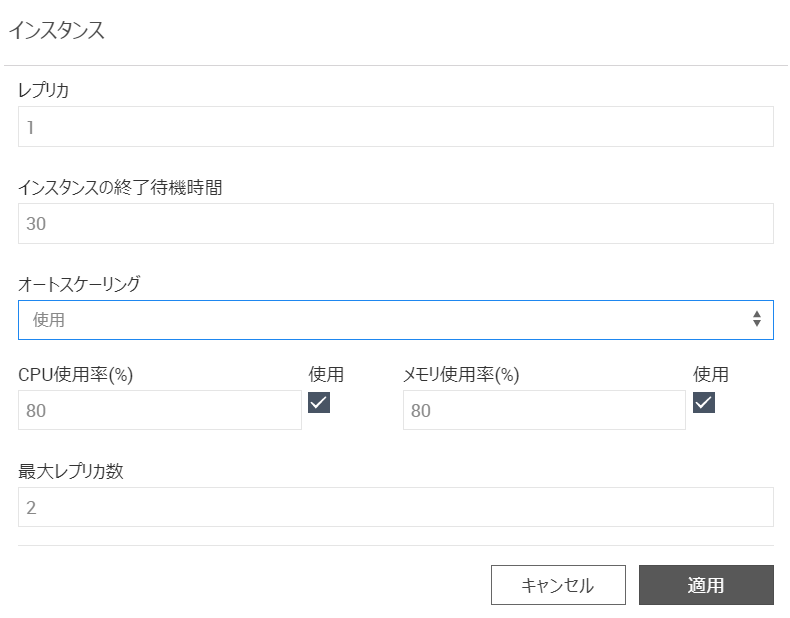 インスタンス
レプリカ
1
インスタンスの終了待機時間
30
オートスケーリング
使用
CPU使用率(%) 使用 メモリ使用率(%) 使用
80 80
最大レプリカ数
2
キャンセル 適用